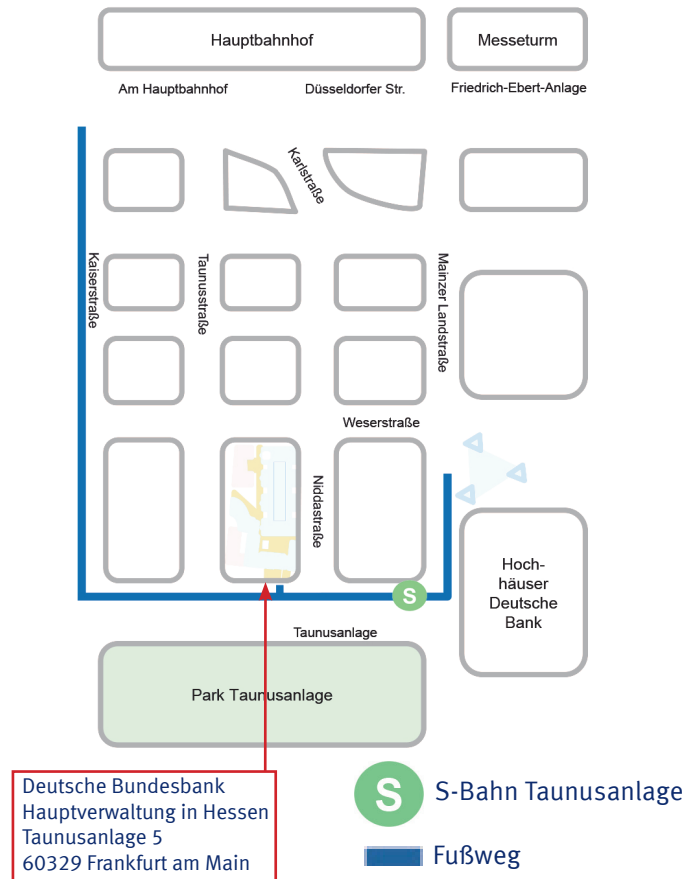 Hauptbahnhof
Messeturm
Am Hauptbahnhof
Düsseldorfer Str.
Friedrich-Ebert-Anlage
Karlstraße
Kaiserstraße
Taunusstraße
Mainzer Landstraße
Weserstraße
Niddastraße
Hoch-
häuser
Deutsche
Bank
S
Taunusanlage
Park Taunusanlage
Deutsche Bundesbank
Hauptverwaltung in Hessen
Taunusanlage 5
60329 Frankfurt am Main
S
S-Bahn Taunusanlage
Fußweg